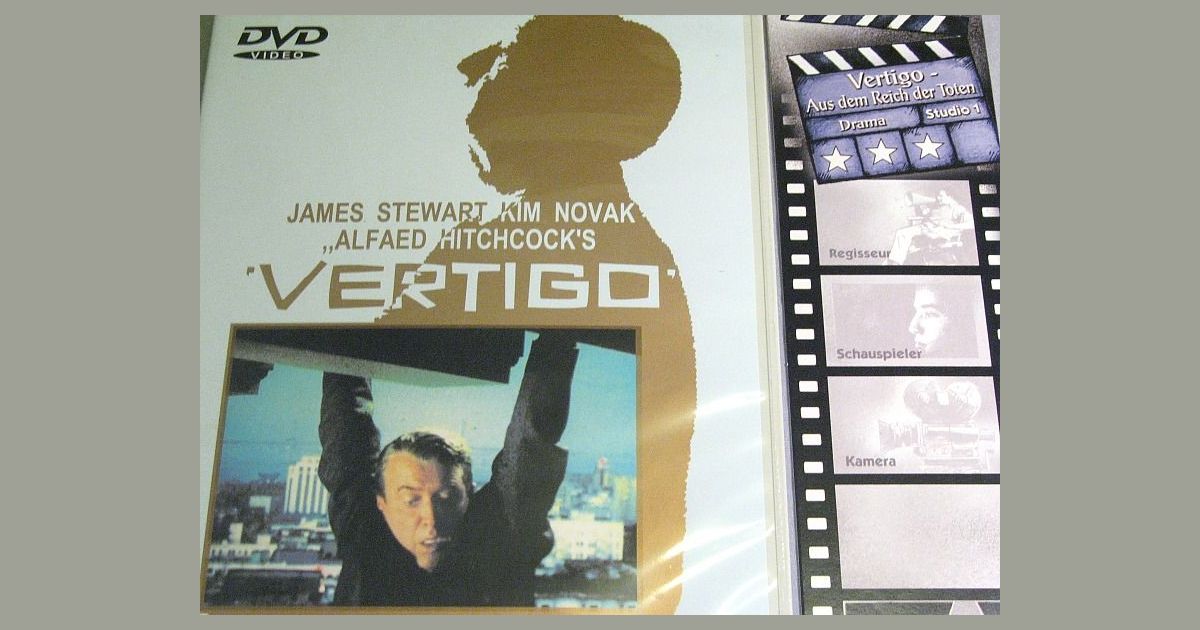 DVD
VIDEO
JAMES STEWART KIM NOVAK
„ALFAED HITCHCOCK'S
'VERTIGO'
Vertigo -
Aus dem Reich der Toten
Drama Studio 1
Regisseur
Schauspieler
Kamera